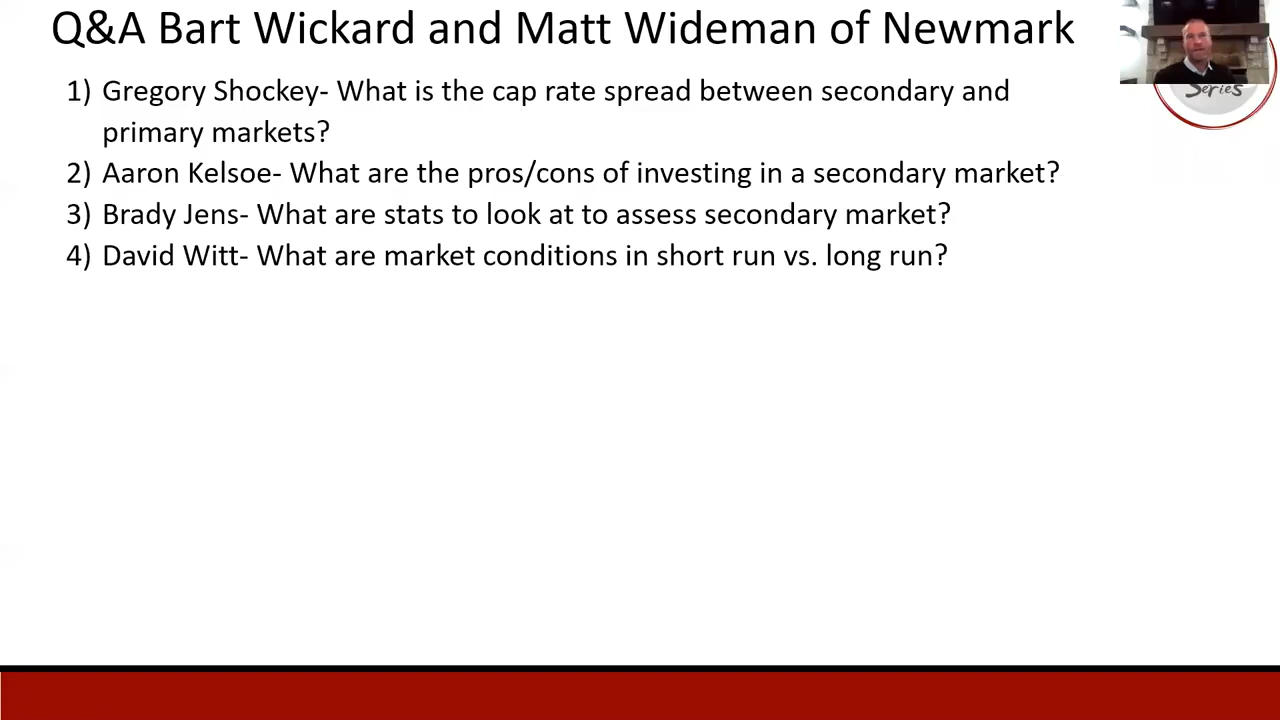 Q&A Bart Wickard and Matt Wideman of Newmark
1) Gregory Shockey- What is the cap rate spread between secondary and
primary markets?
2) Aaron Kelsoe- What are the pros/cons of investing in a secondary market?
3) Brady Jens- What are stats to look at to assess secondary market?
4) David Witt- What are market conditions in short run vs. long run?
Series